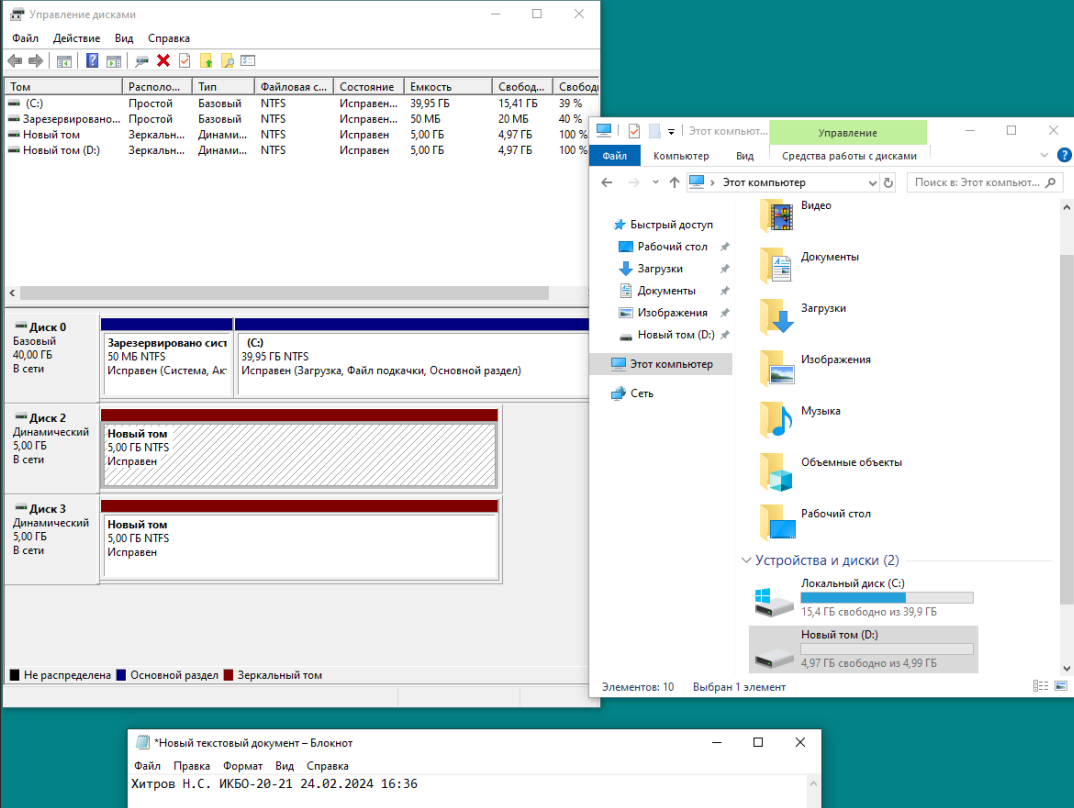 Управление дисками
Файл Действие Вид Справка
Том Располо... Тип Файловая с... Состояние Емкость Свобод... Свобод
(C:) Простой Базовый NTFS Исправен... 39,95 ГБ 15,41 ГБ 39 %
Зарезервировано... Простой Базовый NTFS Исправен... 50 МБ 20 МБ 40 %
Новый том Зеркальн... Динами... NTFS Исправен 5,00 ГБ 4,97 ГБ 100 %
Новый том (D:) Зеркальн... Динами... NTFS Исправен 5,00 ГБ 4,97 ГБ 100 %
Диск 0
Базовый
40,00 ГБ
В сети
Зарезервировано сист
50 МБ NTFS
Исправен (Система, Ак
(C:)
39,95 ГБ NTFS
Исправен (Загрузка, Файл подкачки, Основной раздел)
Диск 2
Динамический
5,00 ГБ
В сети
Новый том
5,00 ГБ NTFS
Исправен
Диск 3
Динамический
5,00 ГБ
В сети
Новый том
5,00 ГБ NTFS
Исправен
Не распределена Основной раздел Зеркальный том
Этот компьют... Управление
Файл Компьютер Вид Средства работы с дисками
Этот компьютер Поиск в: Этот компьют...
Быстрый доступ
Рабочий стол
Загрузки
Документы
Изображения
Новый том (D:)
Этот компьютер
Сеть
Видео
Документы
Загрузки
Изображения
Музыка
Объемные объекты
Рабочий стол
Устройства и диски (2)
Локальный диск (C:)
15,4 ГБ свободно из 39,9 ГБ
Новый том (D:)
4,97 ГБ свободно из 4,99 ГБ
Элементов: 10 Выбран 1 элемент
*Новый текстовый документ – Блокнот
Файл Правка Формат Вид Справка
Хитров Н.С. ИКБО-20-21 24.02.2024 16:36